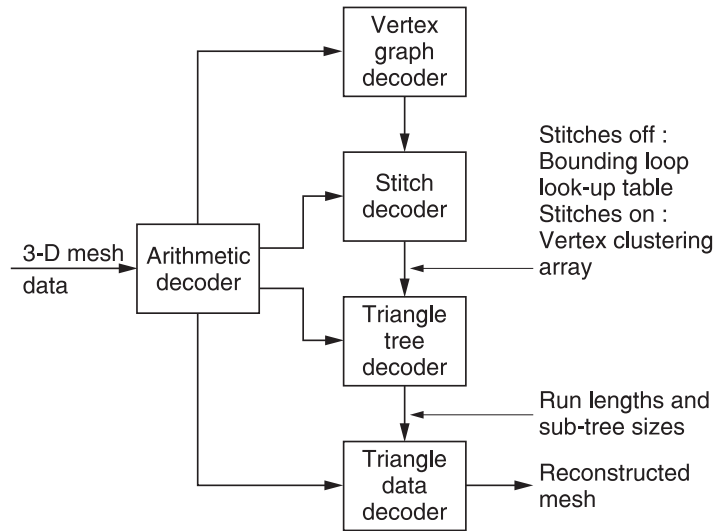 Vertex
graph
decoder
Stitch
decoder
Stitches off :
Bounding loop
look-up table
Stitches on :
Vertex clustering
array
3-D mesh
data
Arithmetic
decoder
Triangle
tree
decoder
Run lengths and
sub-tree sizes
Triangle
data
decoder
Reconstructed
mesh